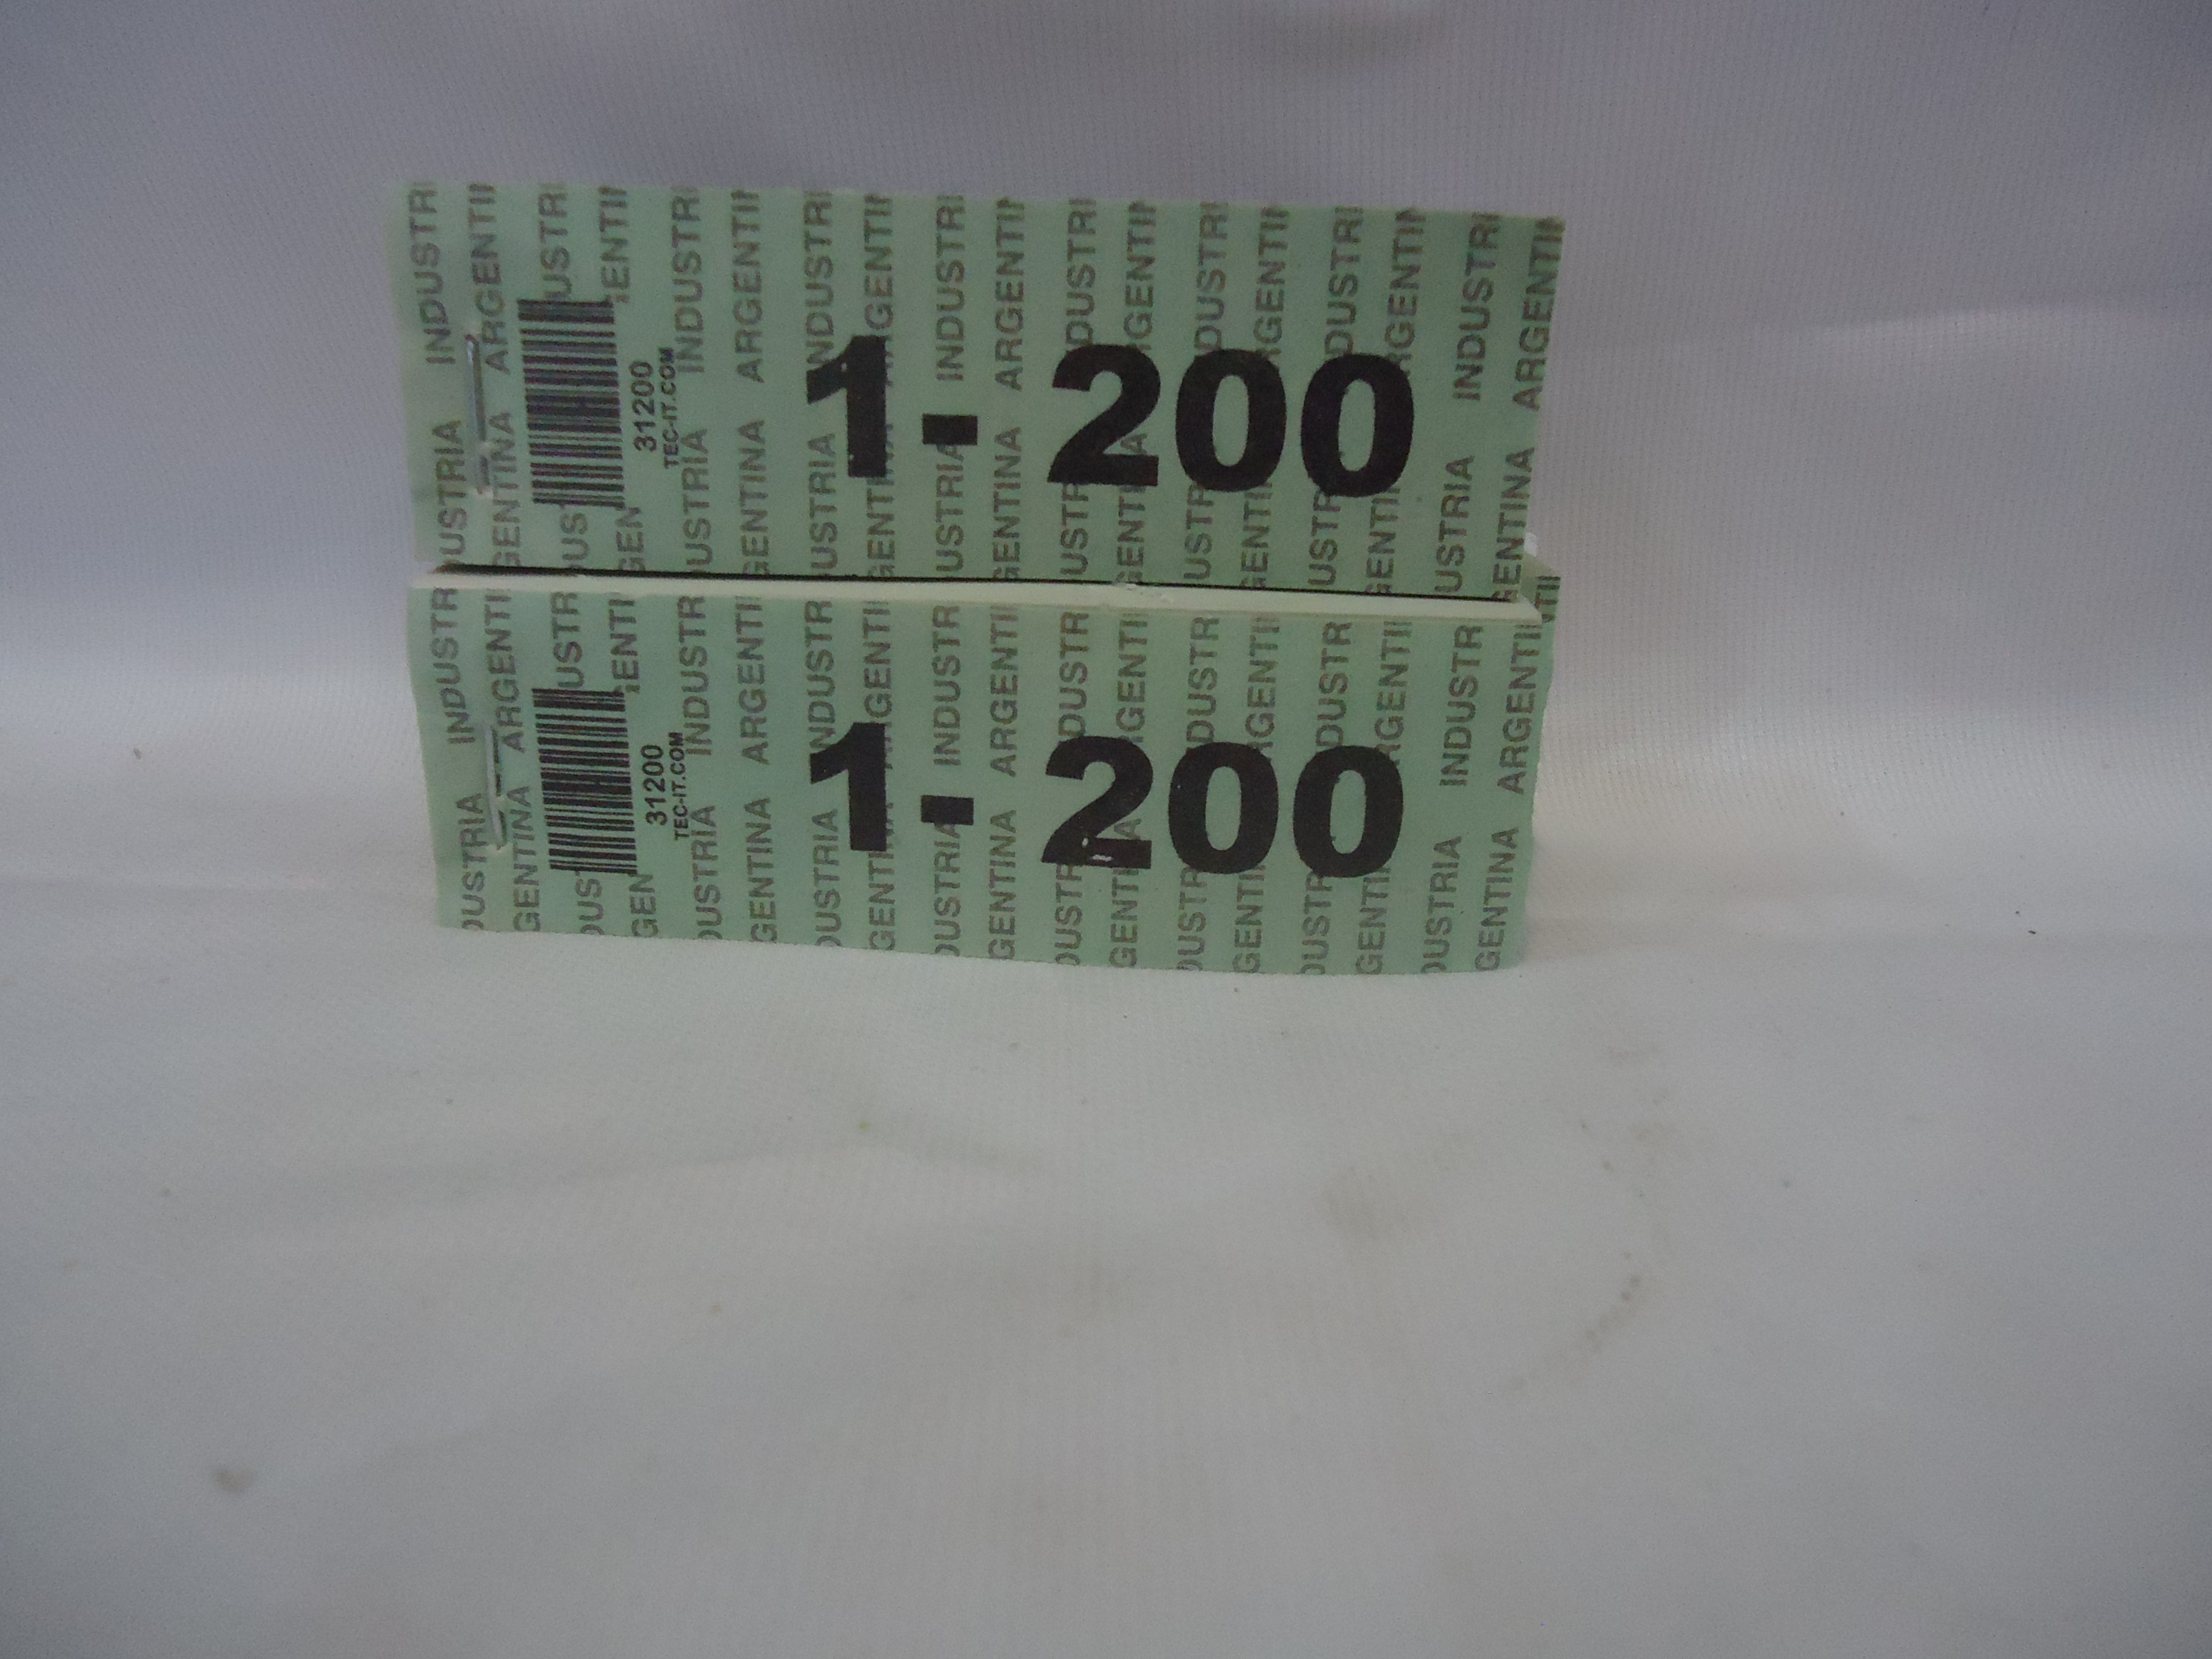 INDUSTRIA ARGENTINA
31200
TEC-IT.COM
1-200
INDUSTRIA ARGENTINA
31200
TEC-IT.COM
1-200